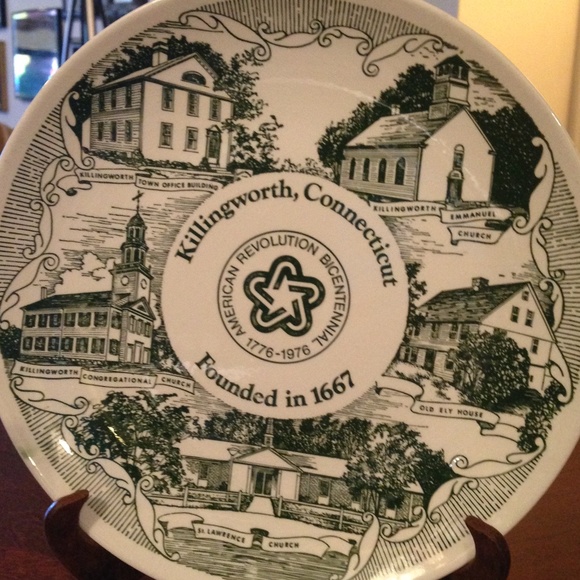 KILLINGWORTH TOWN OFFICE BUILDING
KILLINGWORTH EMMANUEL
CHURCH
Killingworth, Connecticut
AMERICAN REVOLUTION BICENTENNIAL
1776-1976
Founded in 1667
KILLINGWORTH CONGREGATIONAL CHURCH
OLD ELY HOUSE
St. LAWRENCE CHURCH